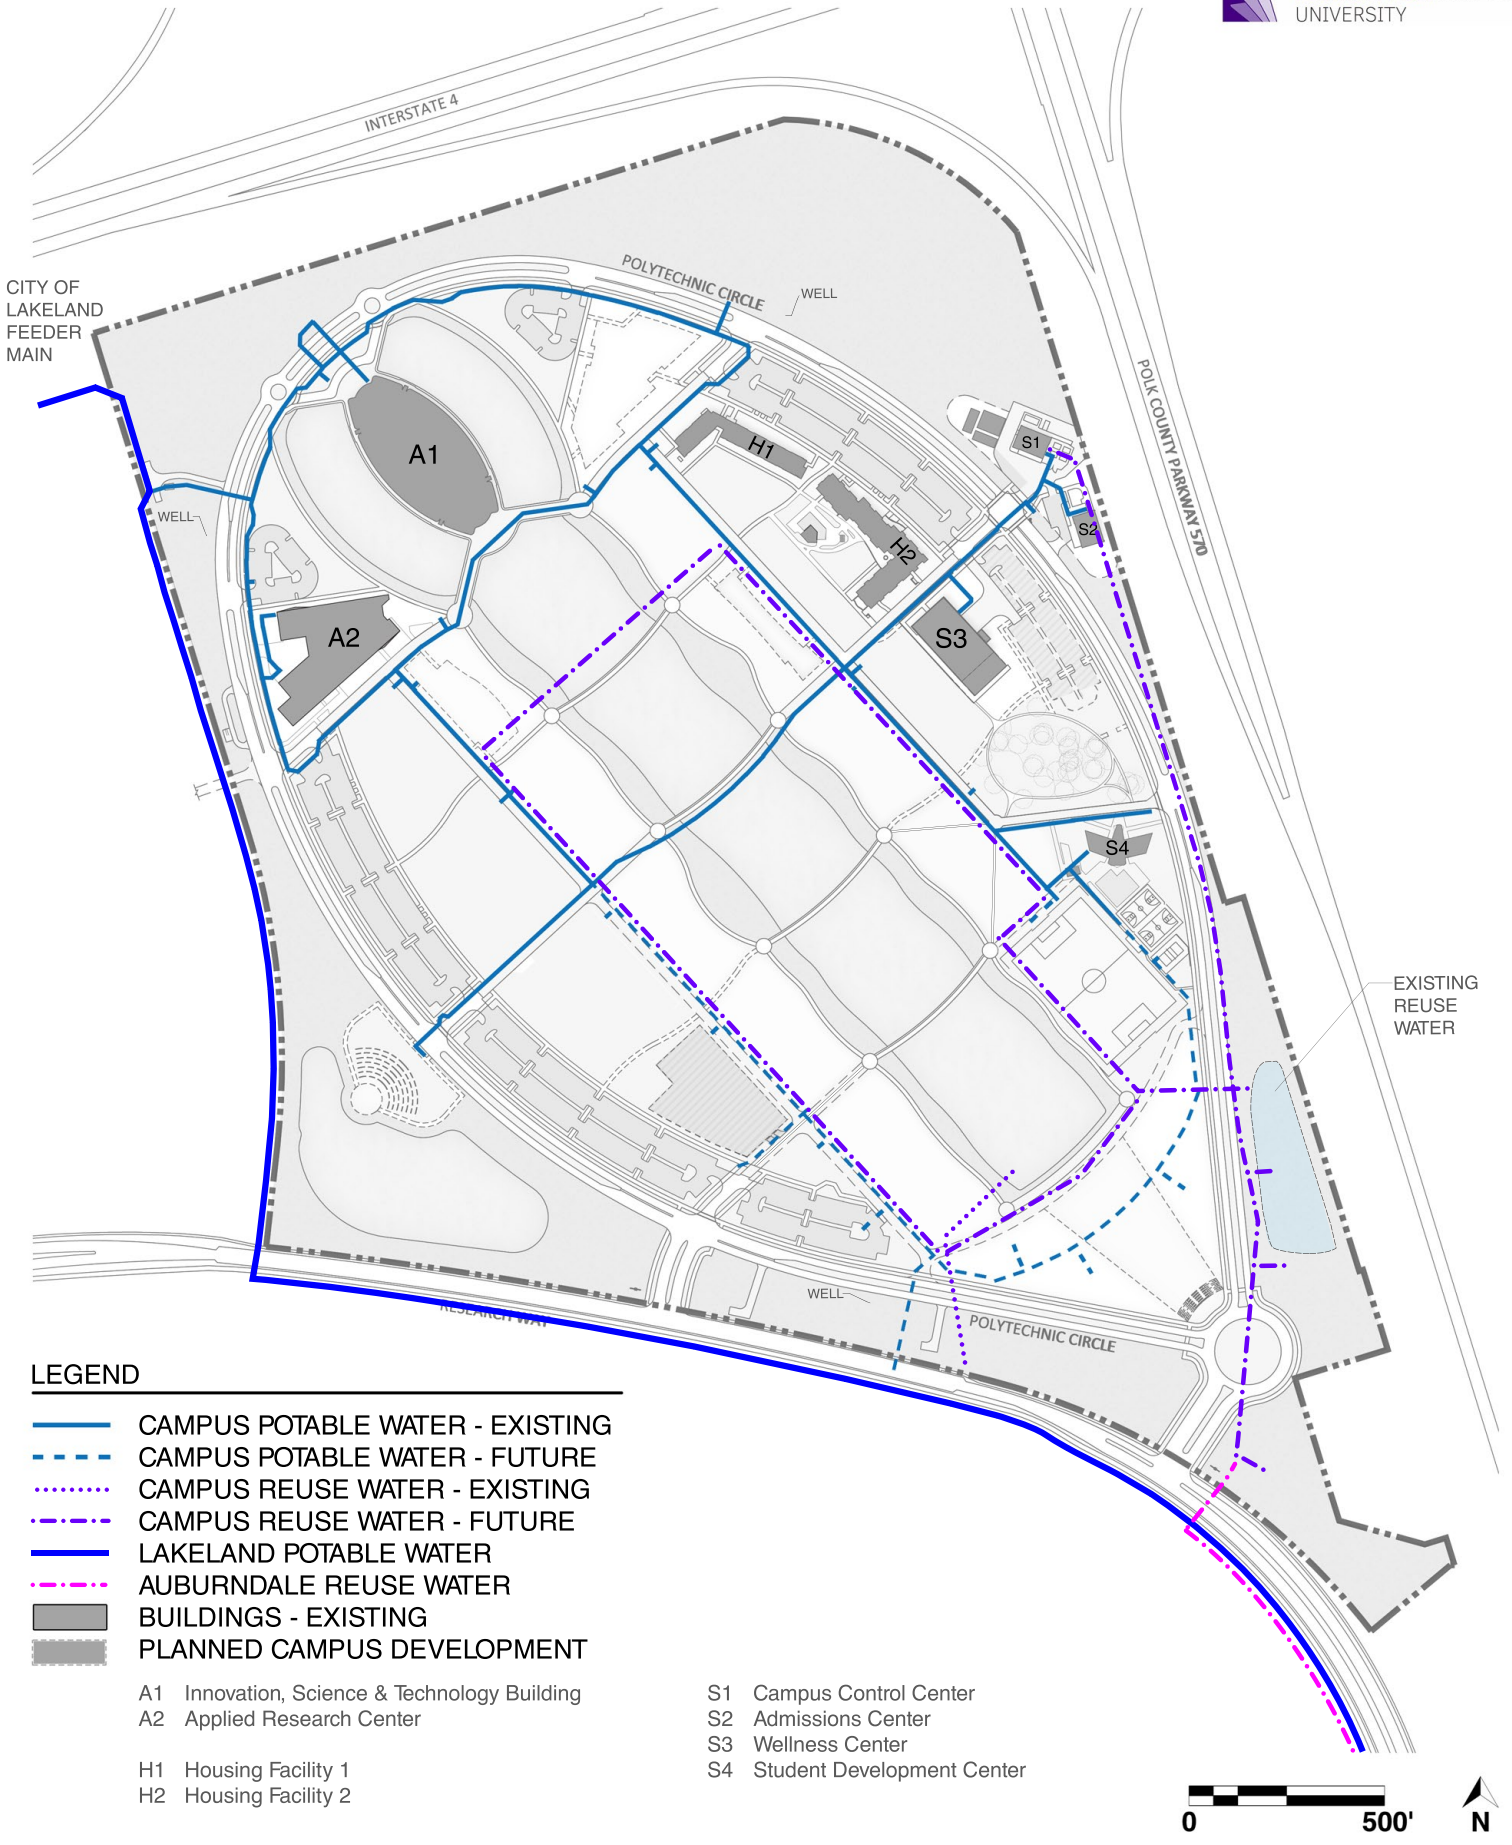 UNIVERSITY
INTERSTATE 4
POLYTECHNIC CIRCLE
WELL
CITY OF
LAKELAND
FEEDER
MAIN
POLK COUNTY PARKWAY 570
A1
H1
S1
WELL
S2
H2
A2
S3
S4
EXISTING
REUSE
WATER
WELL
RESEARCH WAY
POLYTECHNIC CIRCLE
LEGEND
CAMPUS POTABLE WATER - EXISTING
CAMPUS POTABLE WATER - FUTURE
CAMPUS REUSE WATER - EXISTING
CAMPUS REUSE WATER - FUTURE
LAKELAND POTABLE WATER
AUBURNDALE REUSE WATER
BUILDINGS - EXISTING
PLANNED CAMPUS DEVELOPMENT
A1 Innovation, Science & Technology Building
A2 Applied Research Center
H1 Housing Facility 1
H2 Housing Facility 2
S1 Campus Control Center
S2 Admissions Center
S3 Wellness Center
S4 Student Development Center
0 500'
N